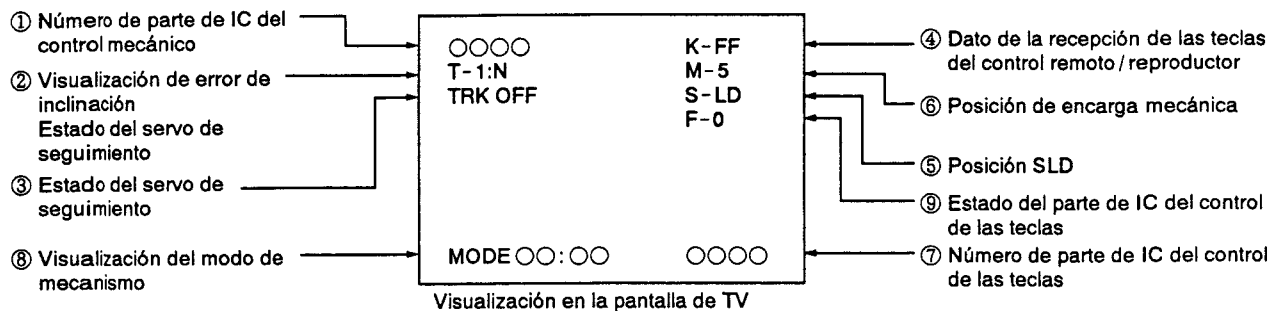 ① Número de parte de IC del
control mecánico
② Visualización de error de
inclinación
Estado del servo de
seguimiento
③ Estado del servo de
seguimiento
⑧ Visualización del modo de
mecanismo
○○○○
T-1:N
TRK OFF
K-FF
M-5
S-LD
F-0
MODE○○:○○
○○○○
Visualización en la pantalla de TV
④ Dato de la recepción de las teclas
del control remoto / reproductor
⑥ Posición de encarga mecánica
⑤ Posición SLD
⑨ Estado del parte de IC del control
de las teclas
⑦ Número de parte de IC del control
de las teclas